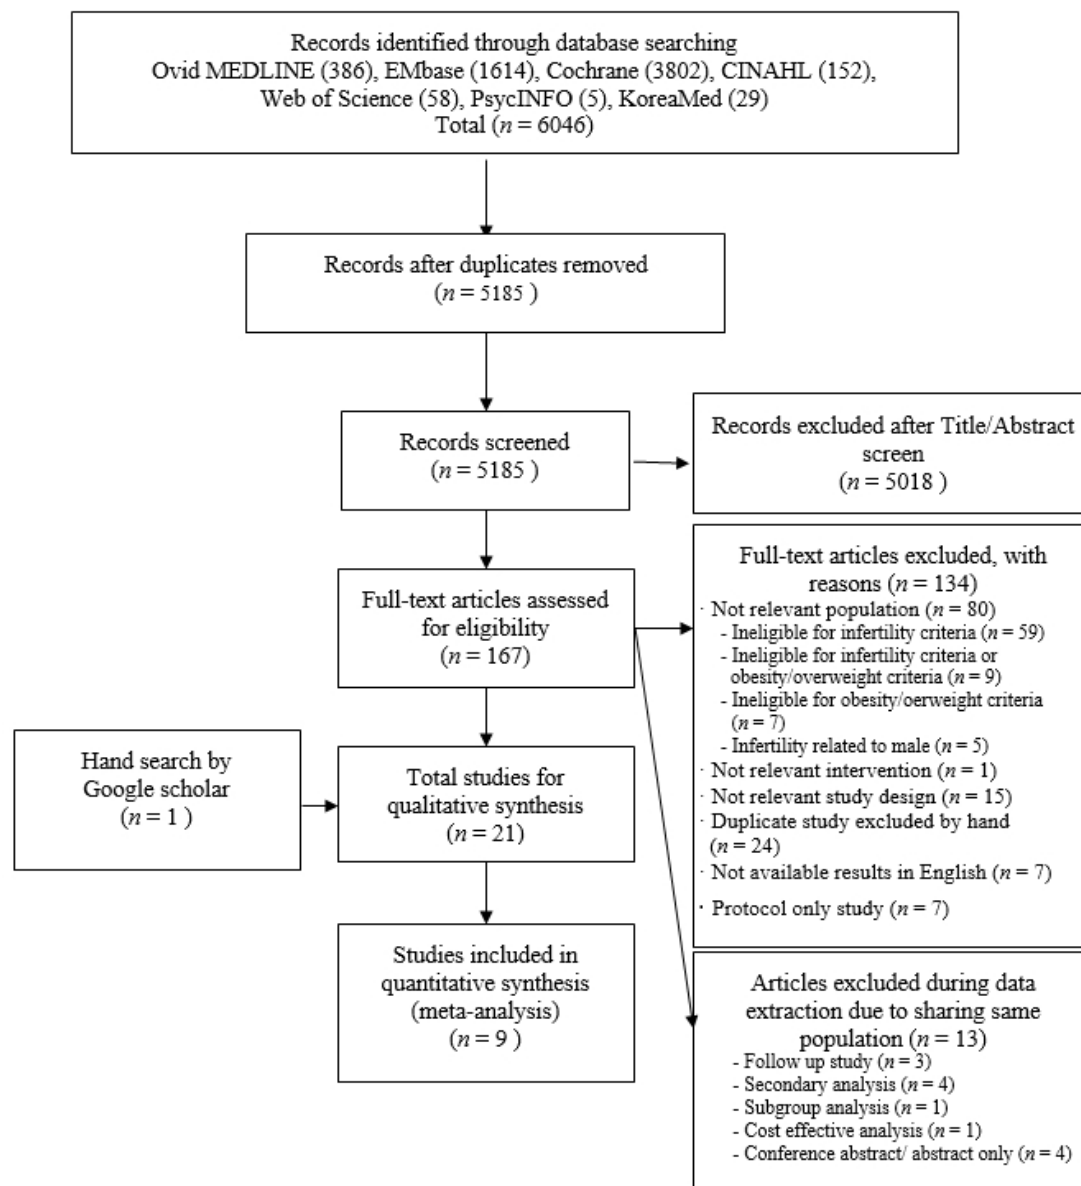 Records identified through database searching
Ovid MEDLINE (386), EMbase (1614), Cochrane (3802), CINAHL (152),
Web of Science (58), PsycINFO (5), KoreaMed (29)
Total (n = 6046)
Records after duplicates removed
(n = 5185 )
Records screened
(n = 5185 )
Records excluded after Title/Abstract
screen
(n = 5018 )
Full-text articles assessed
for eligibility
(n = 167)
Full-text articles excluded, with
reasons (n = 134)
· Not relevant population (n = 80)
- Ineligible for infertility criteria (n = 59)
- Ineligible for infertility criteria or
obesity/overweight criteria (n = 9)
- Ineligible for obesity/oerweight criteria
(n = 7)
- Infertility related to male (n = 5)
· Not relevant intervention (n = 1)
· Not relevant study design (n = 15)
· Duplicate study excluded by hand
(n = 24)
· Not available results in English (n = 7)
· Protocol only study (n = 7)
Hand search by
Google scholar
(n = 1 )
Total studies for
qualitative synthesis
(n = 21)
Studies included in
quantitative synthesis
(meta-analysis)
(n = 9 )
Articles excluded during data
extraction due to sharing same
population (n = 13)
- Follow up study (n = 3)
- Secondary analysis (n = 4)
- Subgroup analysis (n = 1)
- Cost effective analysis (n = 1)
- Conference abstract/ abstract only (n = 4)